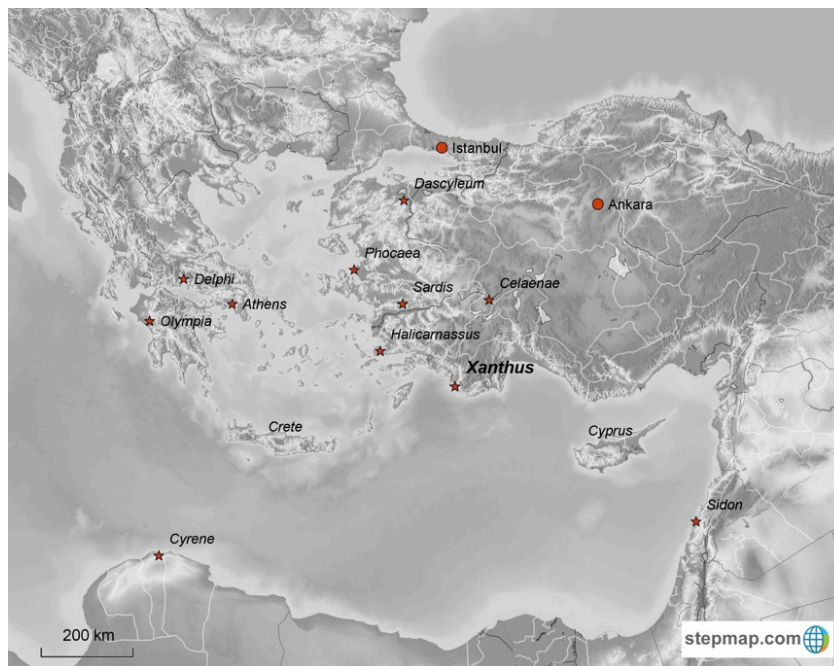 Istanbul
Dascyleum
Ankara
Phocaea
Delphi
Sardis
Celaenae
Athens
Olympia
Halicarnassus
Xanthus
Crete
Cyprus
Sidon
Cyrene
200 km
stepmap.com